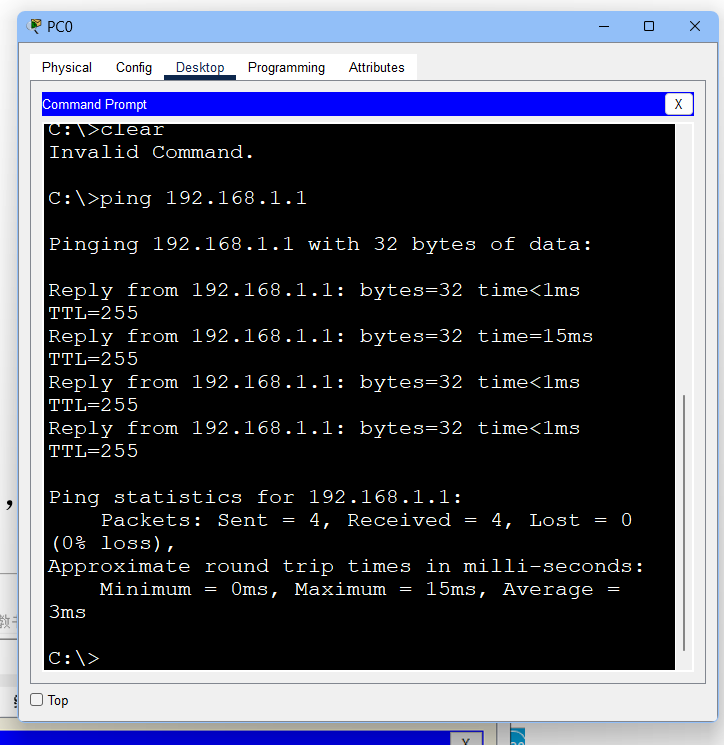 PC0
Physical Config Desktop Programming Attributes
Command Prompt X
C:\>clear
Invalid Command.
C:\>ping 192.168.1.1
Pinging 192.168.1.1 with 32 bytes of data:
Reply from 192.168.1.1: bytes=32 time<1ms
TTL=255
Reply from 192.168.1.1: bytes=32 time=15ms
TTL=255
Reply from 192.168.1.1: bytes=32 time<1ms
TTL=255
Reply from 192.168.1.1: bytes=32 time<1ms
TTL=255
Ping statistics for 192.168.1.1:
Packets: Sent = 4, Received = 4, Lost = 0
(0% loss),
Approximate round trip times in milli-seconds:
Minimum = 0ms, Maximum = 15ms, Average =
3ms
C:\>
Top